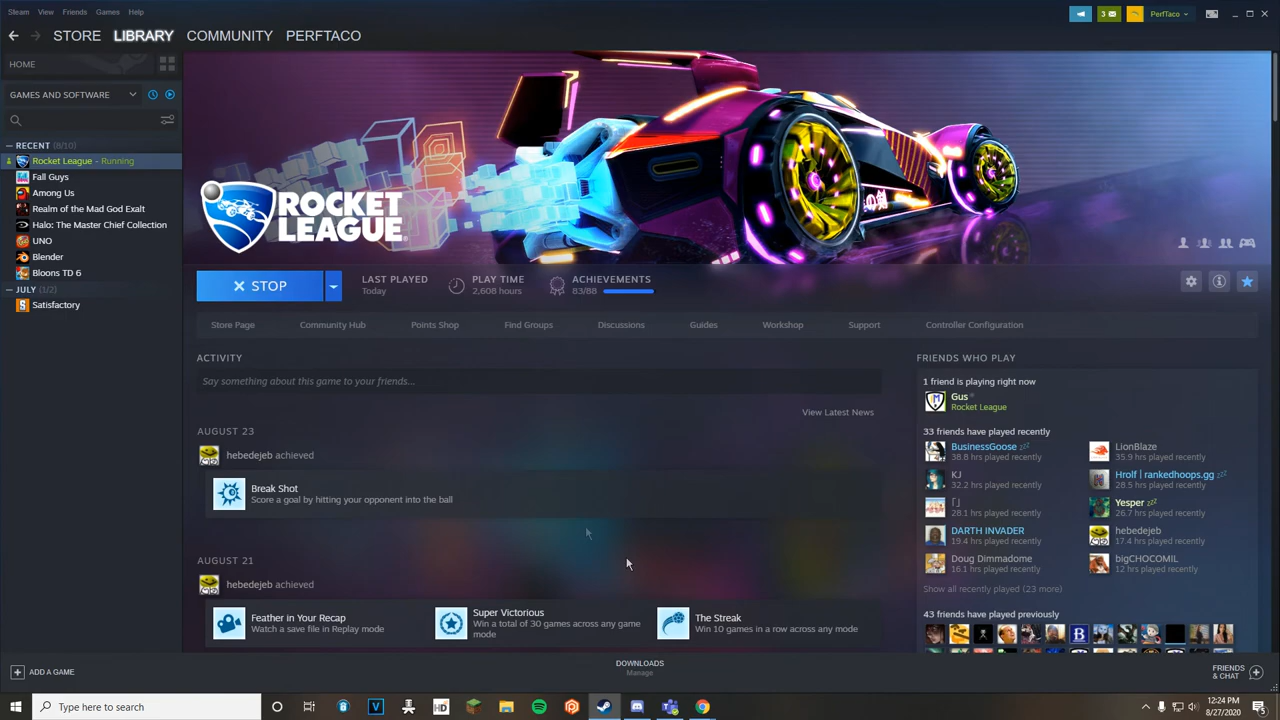 Steam View Friends Games Help
3 PerfTaco
STORE LIBRARY COMMUNITY PERFTACO
HOME
GAMES AND SOFTWARE
RECENT (8/10)
Rocket League - Running
Fall Guys
Among Us
Realm of the Mad God Exalt
Halo: The Master Chief Collection
UNO
Blender
Bloons TD 6
JULY (1/2)
Satisfactory
ROCKET
LEAGUE
STOP
LAST PLAYED
Today
PLAY TIME
2,608 hours
ACHIEVEMENTS
83/88
Store Page Community Hub Points Shop Find Groups Discussions Guides Workshop Support Controller Configuration
ACTIVITY
Say something about this game to your friends...
View Latest News
AUGUST 23
hebedejeb achieved
Break Shot
Score a goal by hitting your opponent into the ball
AUGUST 21
hebedejeb achieved
Feather in Your Recap
Watch a save file in Replay mode
Super Victorious
Win a total of 30 games across any game
mode
The Streak
Win 10 games in a row across any mode
FRIENDS WHO PLAY
1 friend is playing right now
Gus
Rocket League
33 friends have played recently
BusinessGoose zzz
38.8 hrs played recently
LionBlaze
35.9 hrs played recently
KJ
32.2 hrs played recently
Hrolf | rankedhoops.gg zzz
28.5 hrs played recently
28.1 hrs played recently
Yesper zzz
26.7 hrs played recently
DARTH INVADER
19.4 hrs played recently
hebedejeb
17.4 hrs played recently
Doug Dimmadome
16.1 hrs played recently
bigCHOCOMIL
12 hrs played recently
Show all recently played (23 more)
43 friends have played previously
ADD A GAME
DOWNLOADS
Manage
FRIENDS
& CHAT
Type here to search
12:24 PM
8/27/2020